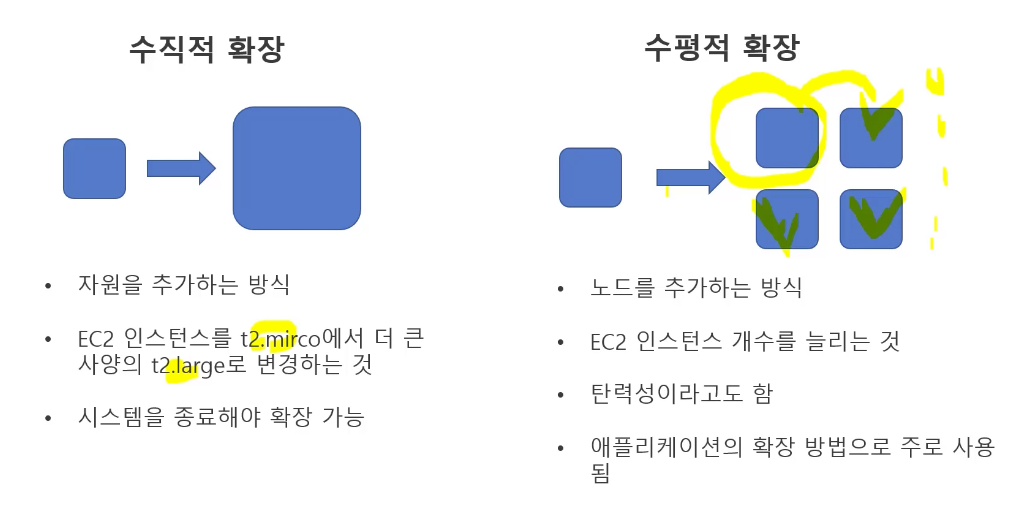 수직적 확장
• 자원을 추가하는 방식
• EC2 인스턴스를 t2.mirco에서 더 큰
사양의 t2.large로 변경하는 것
• 시스템을 종료해야 확장 가능
수평적 확장
• 노드를 추가하는 방식
• EC2 인스턴스 개수를 늘리는 것
• 탄력성이라고도 함
• 애플리케이션의 확장 방법으로 주로 사용
됨